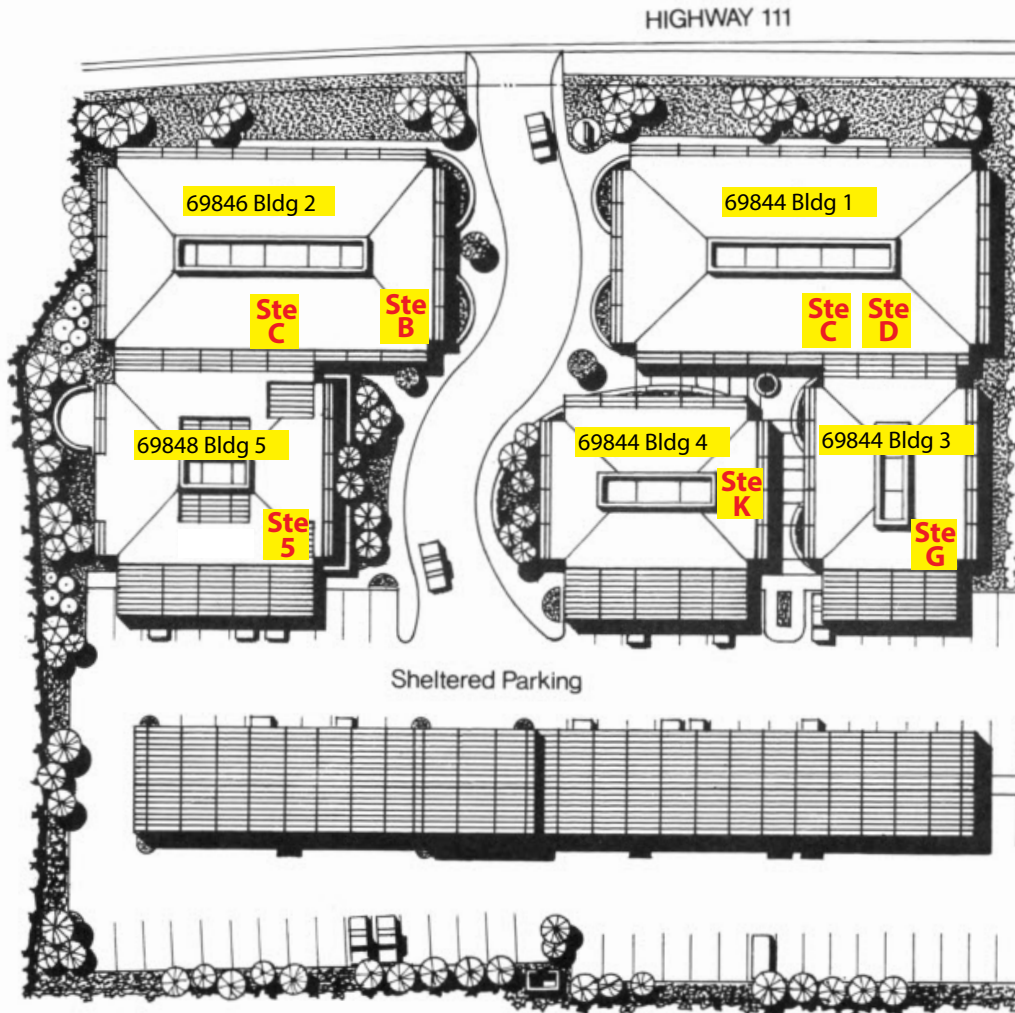 HIGHWAY 111
69846 Bldg 2
69844 Bldg 1
Ste
C
Ste
B
Ste
C
Ste
D
69848 Bldg 5
69844 Bldg 4
69844 Bldg 3
Ste
K
Ste
5
Ste
G
Sheltered Parking